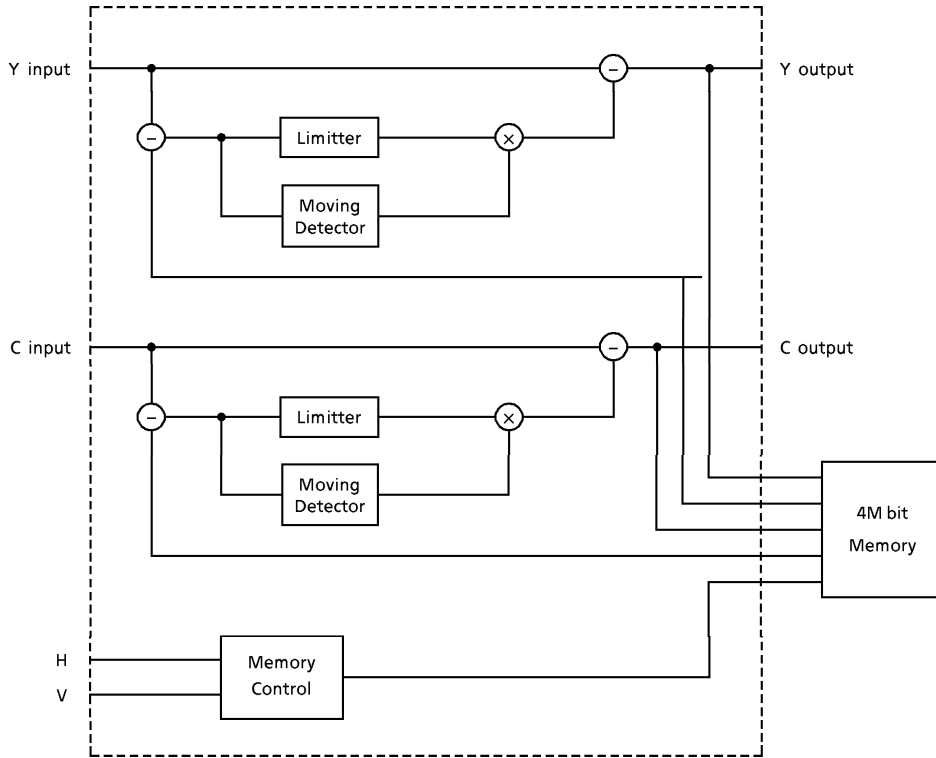 Y input
−
Y output
−
Limitter
×
Moving
Detector
C input
−
C output
−
Limitter
×
Moving
Detector
4M bit
Memory
H
V
Memory
Control